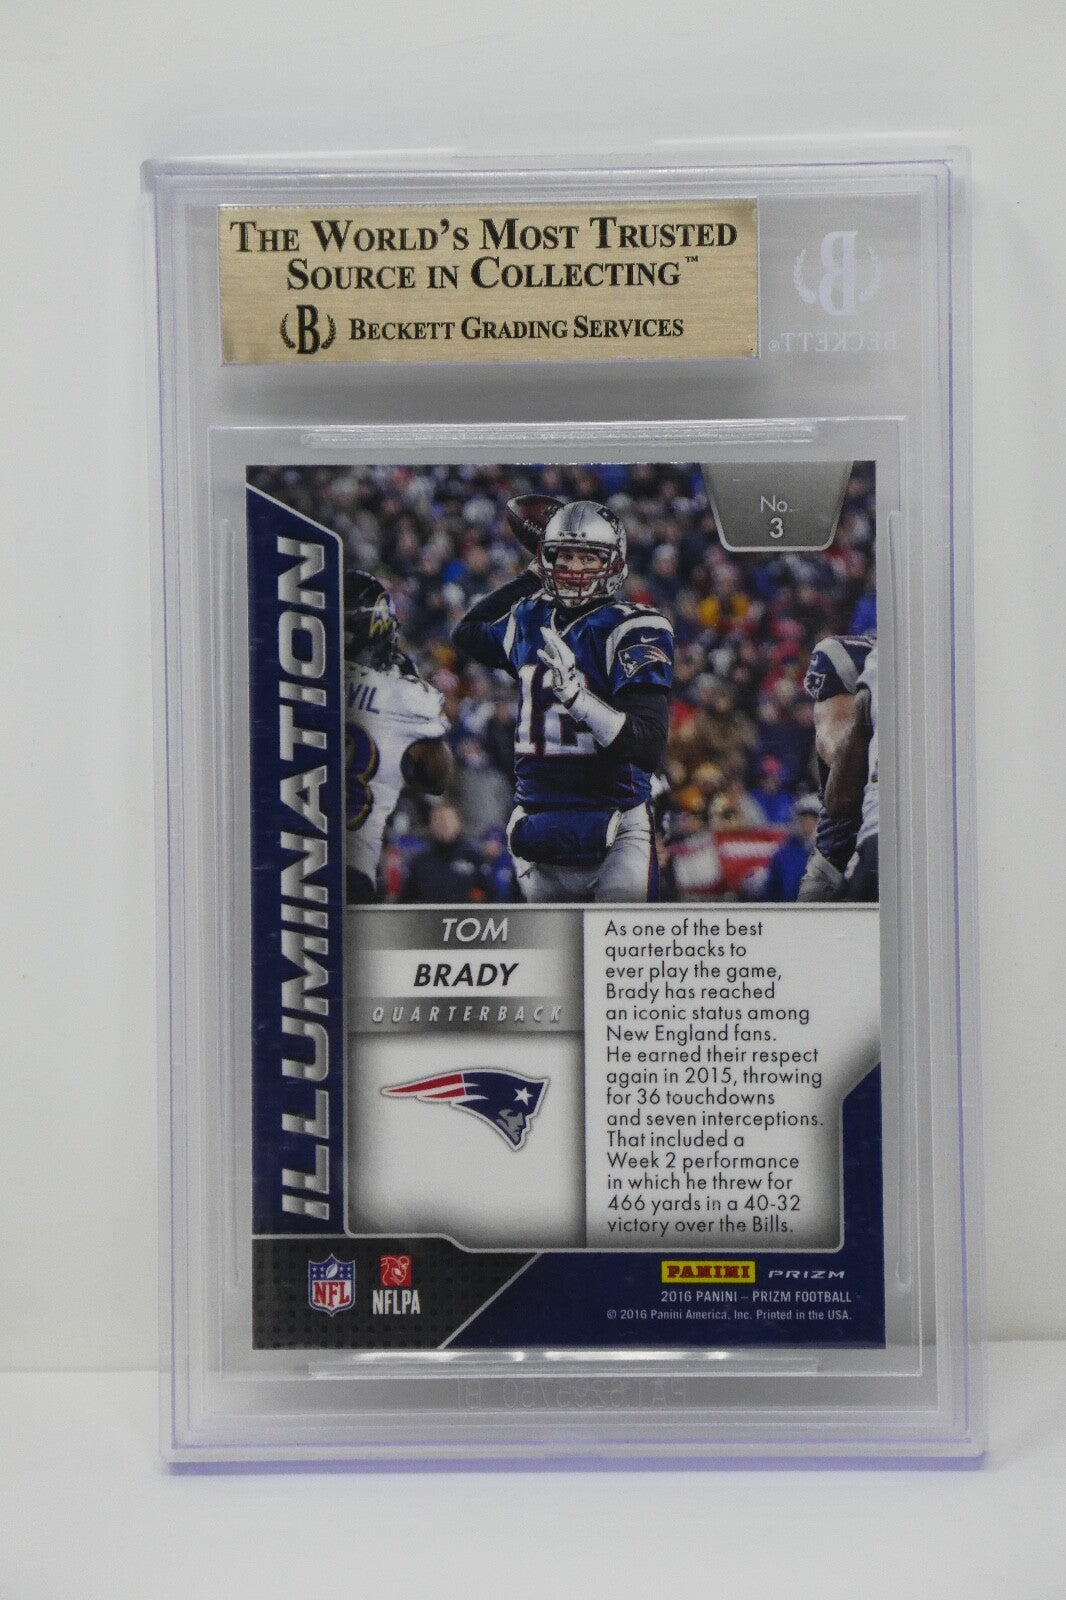 THE WORLD'S MOST TRUSTED
SOURCE IN COLLECTING™
B BECKETT GRADING SERVICES
B
BECKETT®
No.
3
12
VIL
ILLUMINATION
TOM
BRADY
QUARTERBACK
As one of the best
quarterbacks to
ever play the game,
Brady has reached
an iconic status among
New England fans.
He earned their respect
again in 2015, throwing
for 36 touchdowns
and seven interceptions.
That included a
Week 2 performance
in which he threw for
466 yards in a 40-32
victory over the Bills.
NFL
NFLPA
PANINI PRIZM
2016 PANINI – PRIZM FOOTBALL
© 2016 Panini America, Inc. Printed in the USA.